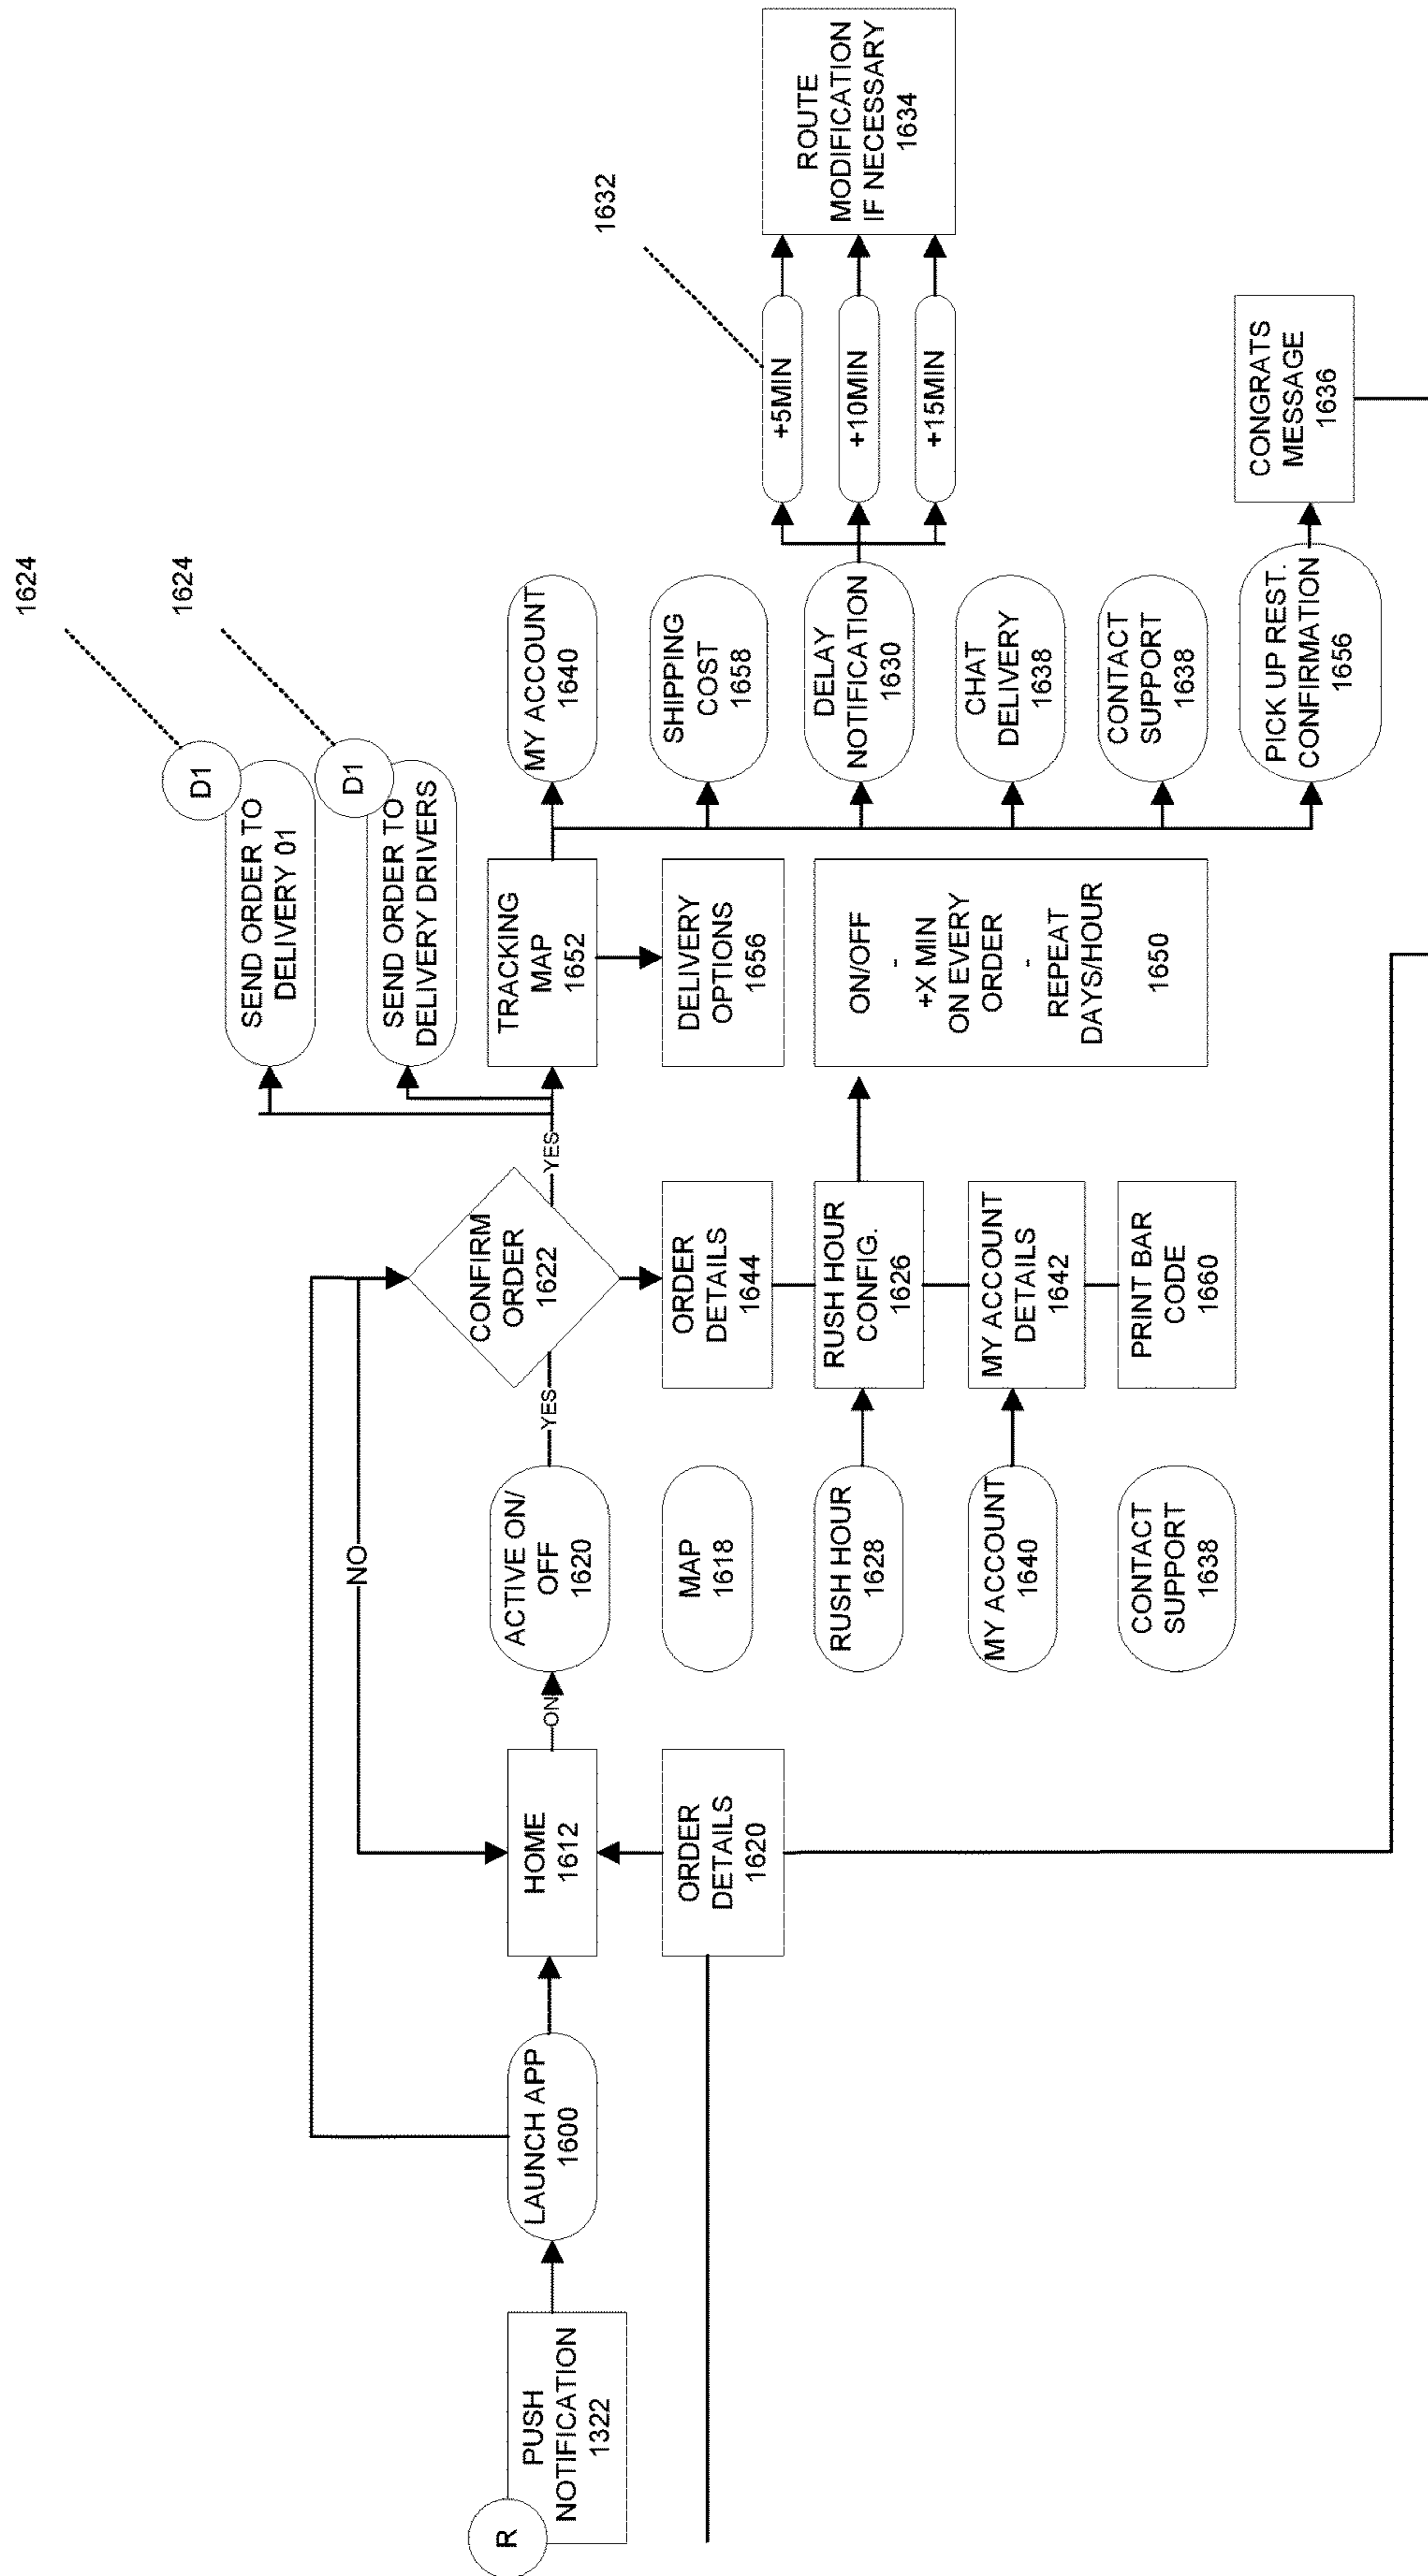 R
PUSH
NOTIFICATION
1322
LAUNCH APP
1600
HOME
1612
ORDER
DETAILS
1620
NO
ON
ACTIVE ON/
OFF
1620
MAP
1618
RUSH HOUR
1628
MY ACCOUNT
1640
CONTACT
SUPPORT
1638
YES
CONFIRM
ORDER
1622
YES
ORDER
DETAILS
1644
RUSH HOUR
CONFIG.
1626
MY ACCOUNT
DETAILS
1642
PRINT BAR
CODE
1660
1624
D1
SEND ORDER TO
DELIVERY 01
1624
D1
SEND ORDER TO
DELIVERY DRIVERS
TRACKING
MAP
1652
DELIVERY
OPTIONS
1656
ON/OFF
-
+X MIN
ON EVERY
ORDER
-
REPEAT
DAYS/HOUR
1650
MY ACCOUNT
1640
SHIPPING
COST
1658
DELAY
NOTIFICATION
1630
CHAT
DELIVERY
1638
CONTACT
SUPPORT
1638
PICK UP REST.
CONFIRMATION
1656
1632
+5MIN
+10MIN
+15MIN
ROUTE
MODIFICATION
IF NECESSARY
1634
CONGRATS
MESSAGE
1636